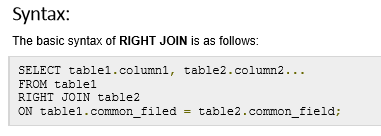 Syntax:
The basic syntax of RIGHT JOIN is as follows:
SELECT table1.column1, table2.column2...
FROM table1
RIGHT JOIN table2
ON table1.common_filed = table2.common_field;